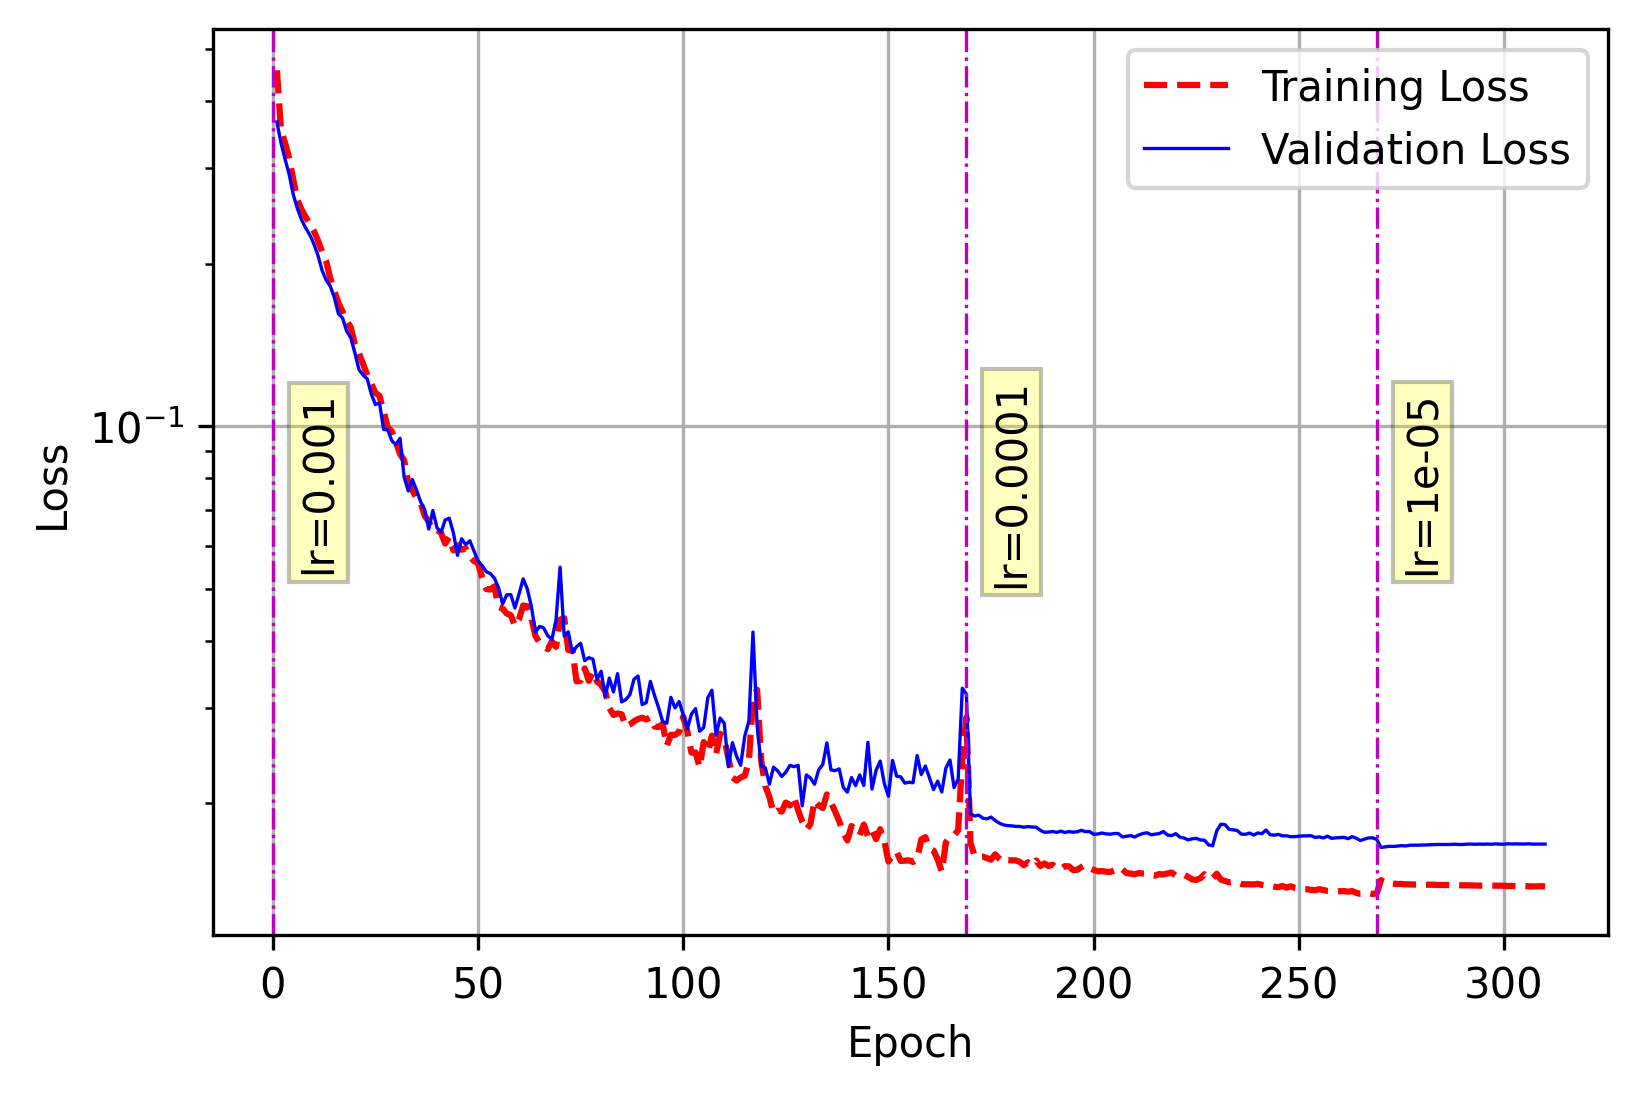 Training Loss
Validation Loss
lr=0.001
lr=0.0001
lr=1e-05
10⁻¹
Loss
0 50 100 150 200 250 300
Epoch